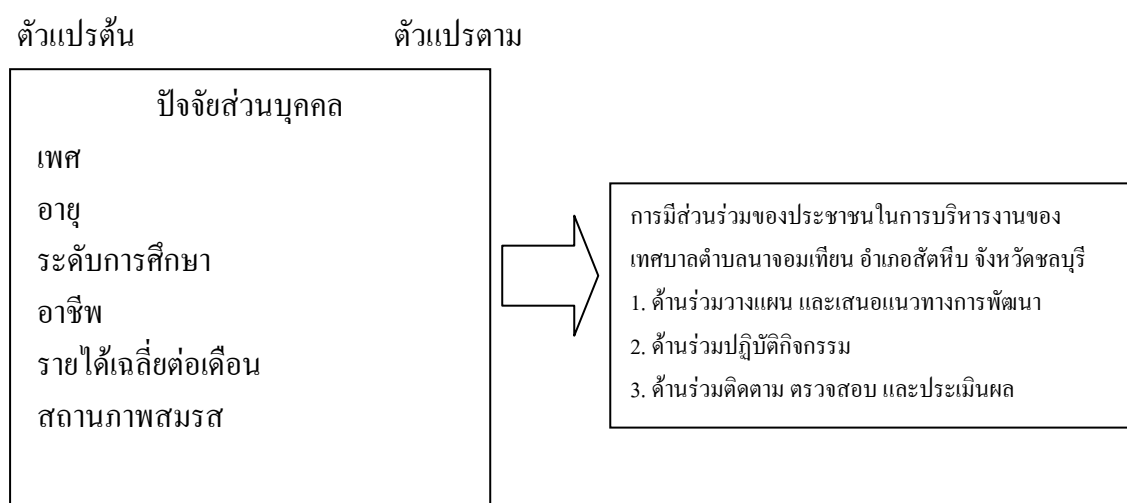 ตัวแปรต้น ตัวแปรตาม
ปัจจัยส่วนบุคคล
เพศ
อายุ
ระดับการศึกษา
อาชีพ
รายได้เฉลี่ยต่อเดือน
สถานภาพสมรส
การมีส่วนร่วมของประชาชนในการบริหารงานของ
เทศบาลตำบลนาจอมเทียน อำเภอสัตหีบ จังหวัดชลบุรี
1. ด้านร่วมวางแผน และเสนอแนวทางการพัฒนา
2. ด้านร่วมปฏิบัติกิจกรรม
3. ด้านร่วมติดตาม ตรวจสอบ และประเมินผล